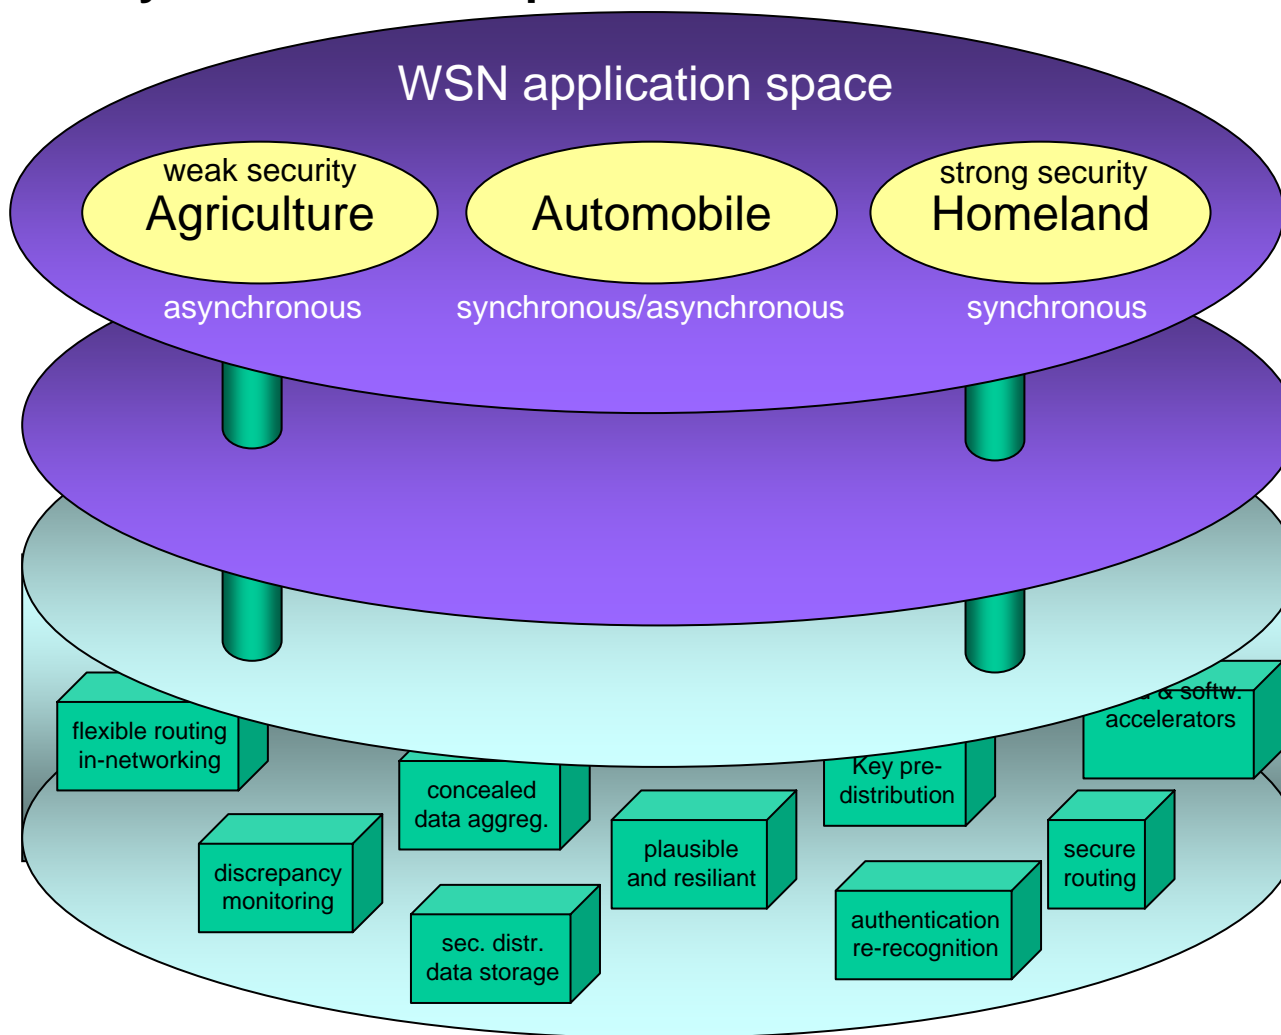 WSN application space
weak security
Agriculture
Automobile
strong security
Homeland
asynchronous
synchronous/asynchronous
synchronous
flexible routing
in-networking
concealed
data aggreg.
Key pre-
distribution
& softw.
accelerators
discrepancy
monitoring
plausible
and resiliant
secure
routing
sec. distr.
data storage
authentication
re-recognition